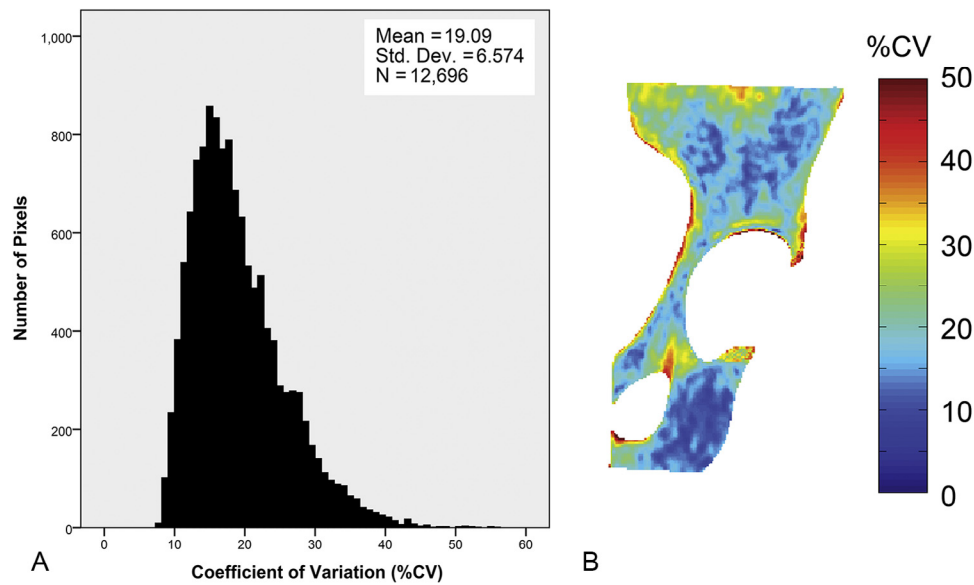 Mean =19.09
Std. Dev. =6.574
N =12,696
1,000
800
600
400
200
0
Number of Pixels
0 10 20 30 40 50 60
Coefficient of Variation (%CV)
A
%CV
50
40
30
20
10
0
B